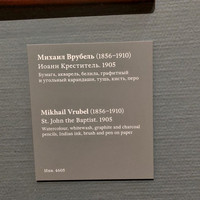 Михаил Врубель (1856–1910)
Иоанн Креститель. 1905
Бумага, акварель, белила, графитный
и угольный карандаши, тушь, кисть, перо
Mikhail Vrubel (1856–1910)
St. John the Baptist. 1905
Watercolour, whitewash, graphite and charcoal
pencils, Indian ink, brush and pen on paper